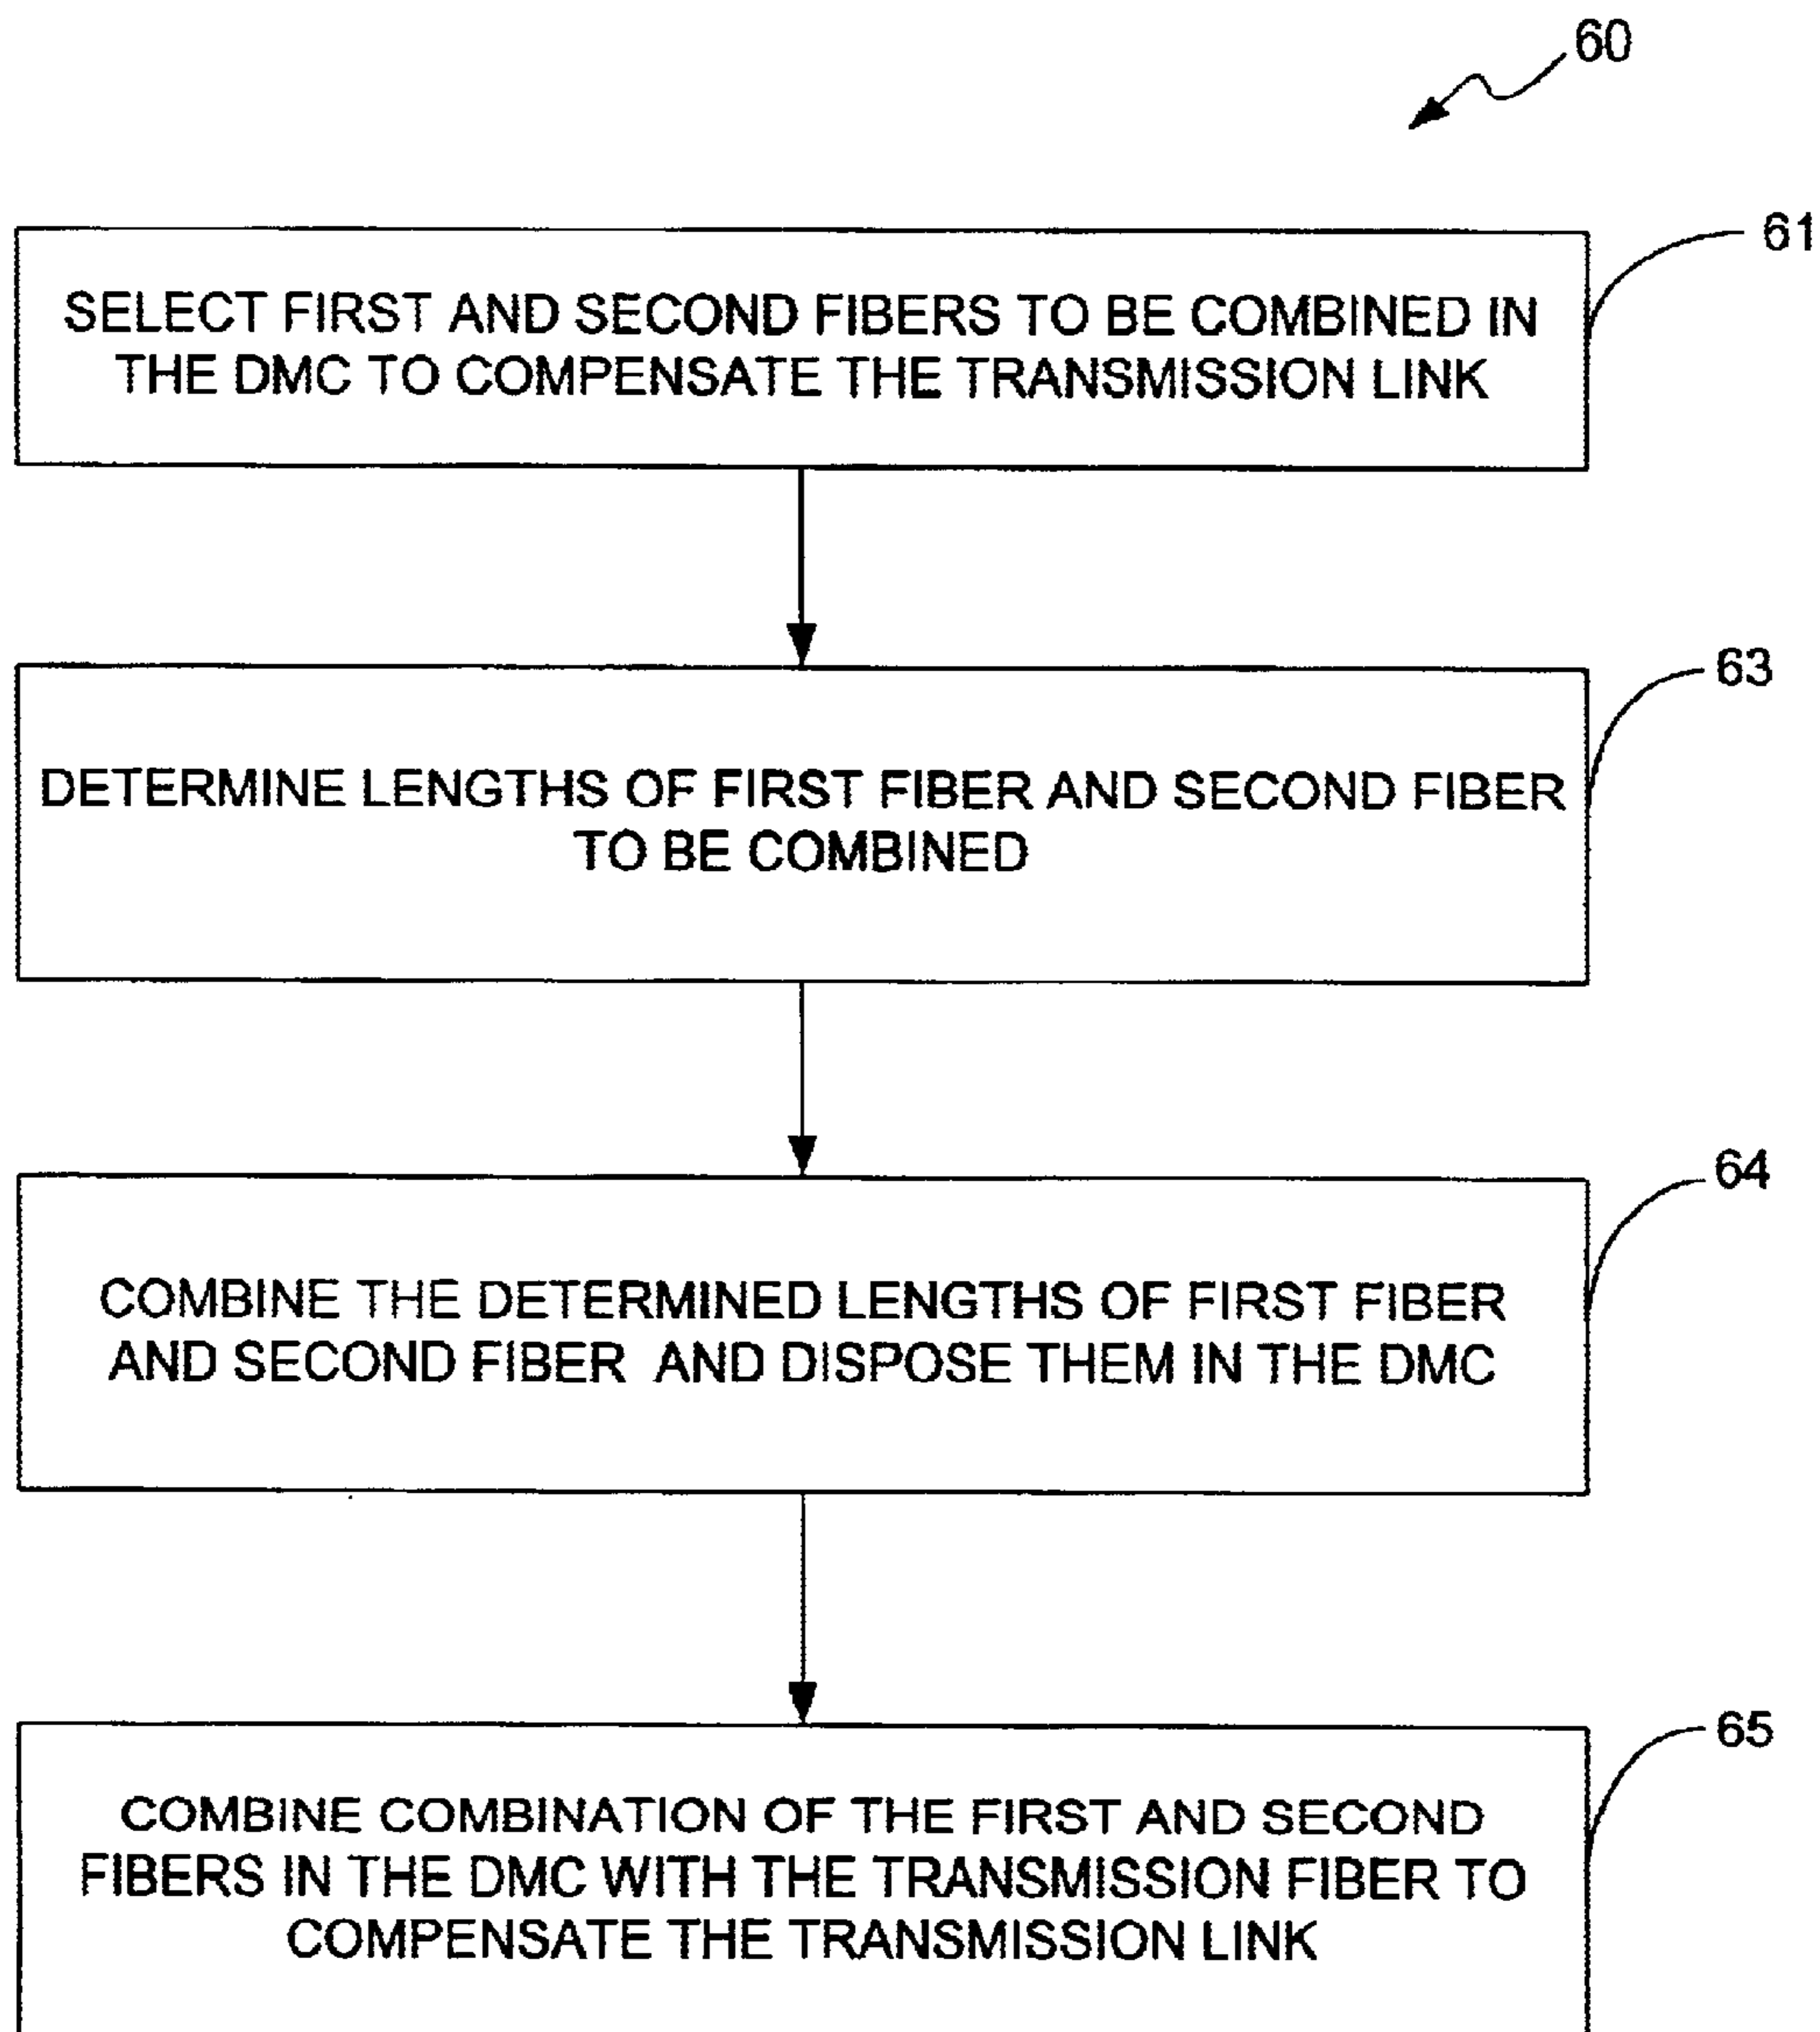 60
61
SELECT FIRST AND SECOND FIBERS TO BE COMBINED IN
THE DMC TO COMPENSATE THE TRANSMISSION LINK
63
DETERMINE LENGTHS OF FIRST FIBER AND SECOND FIBER
TO BE COMBINED
64
COMBINE THE DETERMINED LENGTHS OF FIRST FIBER
AND SECOND FIBER AND DISPOSE THEM IN THE DMC
65
COMBINE COMBINATION OF THE FIRST AND SECOND
FIBERS IN THE DMC WITH THE TRANSMISSION FIBER TO
COMPENSATE THE TRANSMISSION LINK